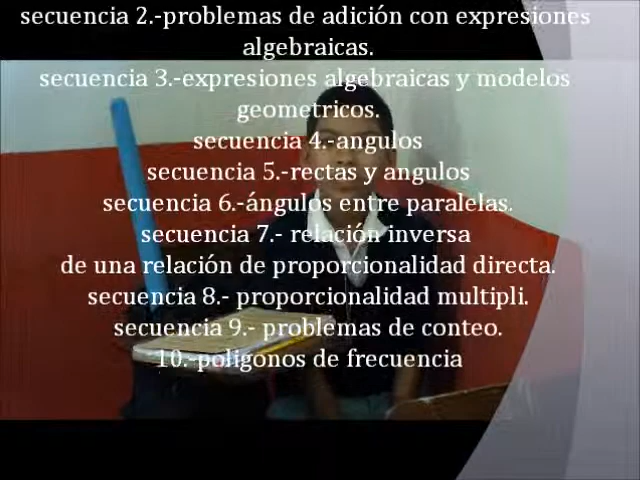 secuencia 2.-problemas de adición con expresiones
algebraicas.
secuencia 3.-expresiones algebraicas y modelos
geometricos.
secuencia 4.-angulos
secuencia 5.-rectas y angulos
secuencia 6.-ángulos entre paralelas.
secuencia 7.- relación inversa
de una relación de proporcionalidad directa.
secuencia 8.- proporcionalidad multipli.
secuencia 9.- problemas de conteo.
10.-poligonos de frecuencia